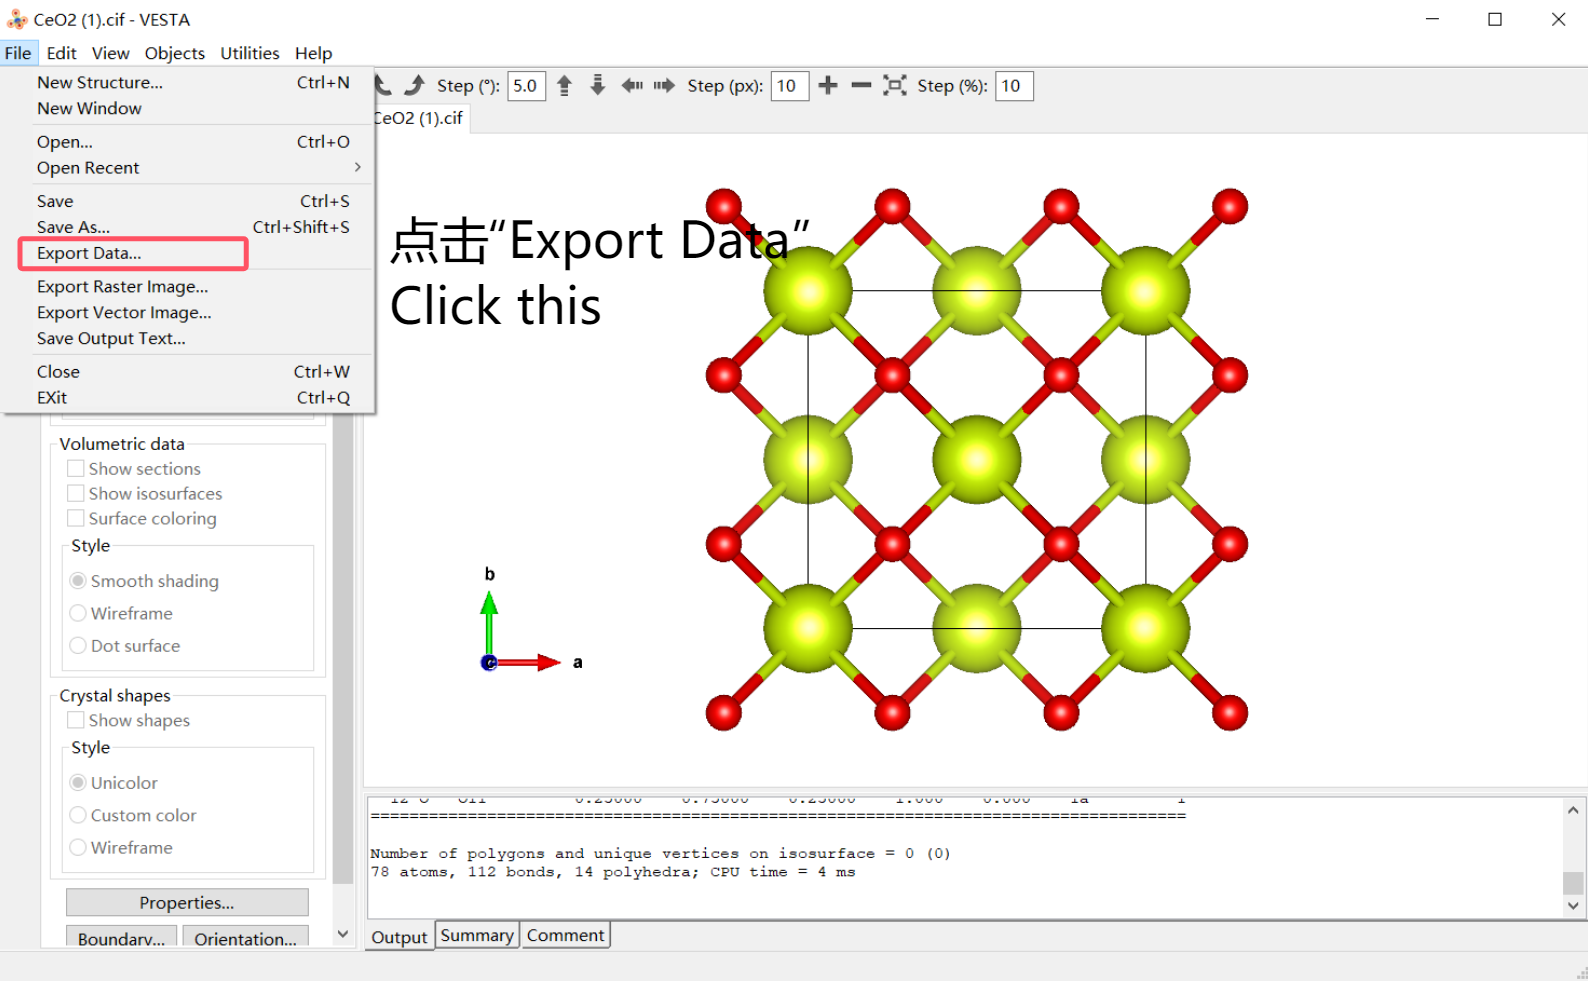 CeO2 (1).cif - VESTA
File Edit View Objects Utilities Help
New Structure... Ctrl+N
New Window
Open... Ctrl+O
Open Recent
Save Ctrl+S
Save As... Ctrl+Shift+S
Export Data...
Export Raster Image...
Export Vector Image...
Save Output Text...
Close Ctrl+W
EXit Ctrl+Q
Step (°): 5.0 Step (px): 10 Step (%): 10
CeO2 (1).cif
点击“Export Data”
Click this
Volumetric data
Show sections
Show isosurfaces
Surface coloring
Style
Smooth shading
Wireframe
Dot surface
Crystal shapes
Show shapes
Style
Unicolor
Custom color
Wireframe
Properties...
Boundary... Orientation...
b
a
c
================================================================================
Number of polygons and unique vertices on isosurface = 0 (0)
78 atoms, 112 bonds, 14 polyhedra; CPU time = 4 ms
Output Summary Comment